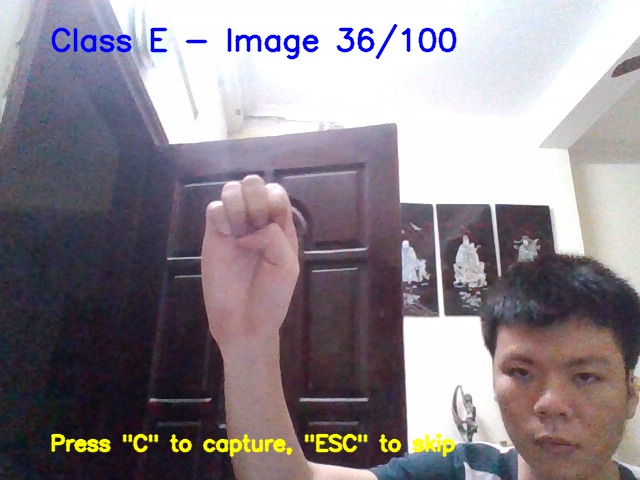 Class E - Image 36/100
Press "C" to capture, "ESC" to skip